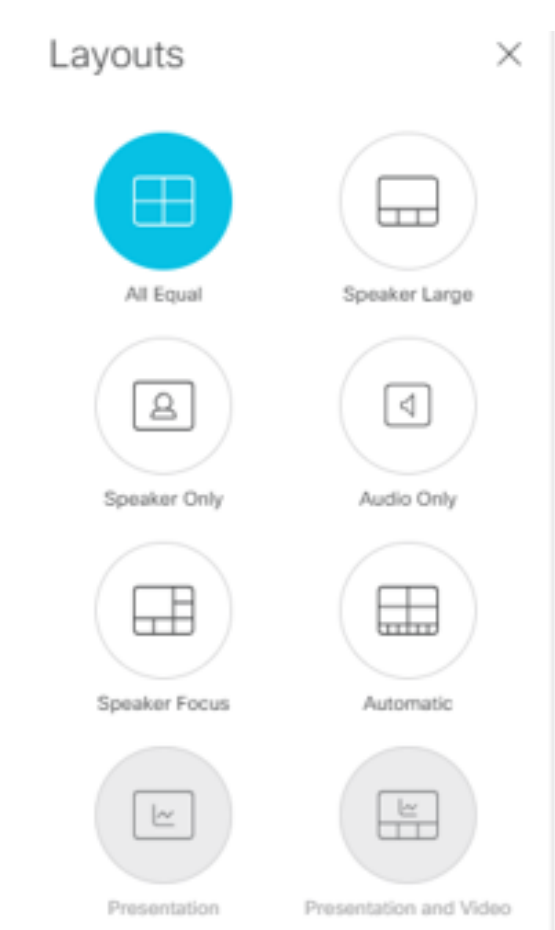 Layouts
All Equal
Speaker Large
Speaker Only
Audio Only
Speaker Focus
Automatic
Presentation
Presentation and Video